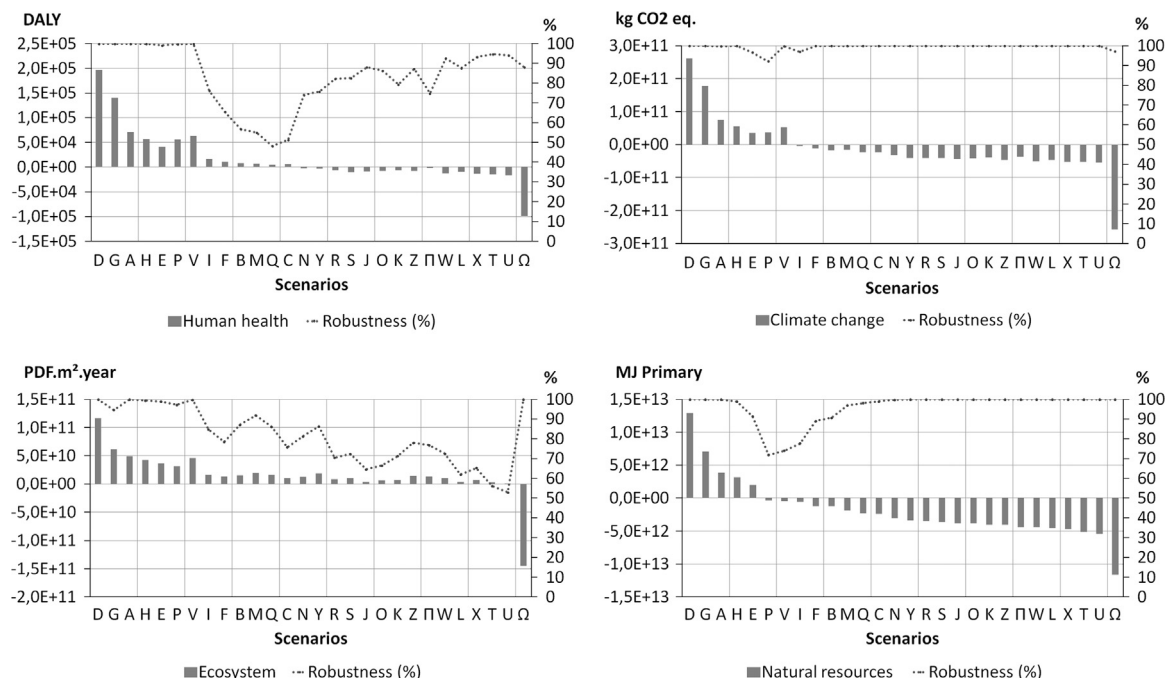 DALY
%
2,5E+05
2,0E+05
1,5E+05
1,0E+05
5,0E+04
0,0E+00
-5,0E+04
-1,0E+05
-1,5E+05
100
90
80
70
60
50
40
30
20
10
0
D G A H E P V I F B M Q C N Y R S J O K Z Π W L X T U Ω
Scenarios
Human health Robustness (%)
kg CO2 eq.
%
3,0E+11
2,0E+11
1,0E+11
0,0E+00
-1,0E+11
-2,0E+11
-3,0E+11
100
90
80
70
60
50
40
30
20
10
0
D G A H E P V I F B M Q C N Y R S J O K Z Π W L X T U Ω
Scenarios
Climate change Robustness (%)
PDF.m².year
%
1,5E+11
1,0E+11
5,0E+10
0,0E+00
-5,0E+10
-1,0E+11
-1,5E+11
-2,0E+11
100
90
80
70
60
50
40
30
20
10
0
D G A H E P V I F B M Q C N Y R S J O K Z Π W L X T U Ω
Scenarios
Ecosystem Robustness (%)
MJ Primary
%
1,5E+13
1,0E+13
5,0E+12
0,0E+00
-5,0E+12
-1,0E+13
-1,5E+13
100
90
80
70
60
50
40
30
20
10
0
D G A H E P V I F B M Q C N Y R S J O K Z Π W L X T U Ω
Scenarios
Natural resources Robustness (%)